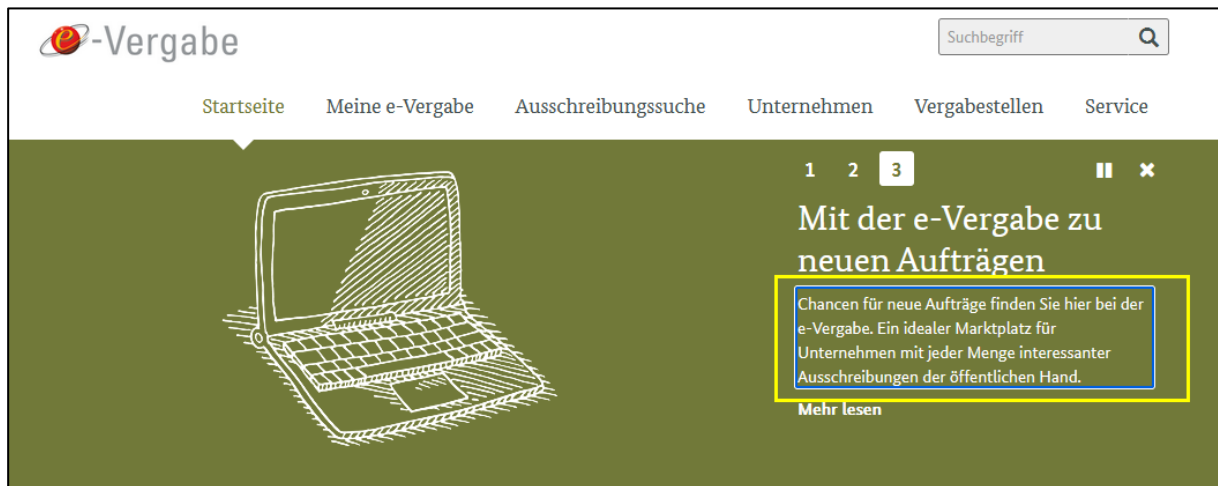 e-Vergabe
Suchbegriff
Startseite Meine e-Vergabe Ausschreibungssuche Unternehmen Vergabestellen Service
1 2 3
Mit der e-Vergabe zu
neuen Aufträgen
Chancen für neue Aufträge finden Sie hier bei der
e-Vergabe. Ein idealer Marktplatz für
Unternehmen mit jeder Menge interessanter
Ausschreibungen der öffentlichen Hand.
Mehr lesen